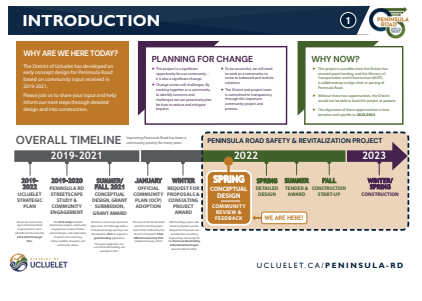 INTRODUCTION
1
PENINSULA
ROAD
WHY ARE WE HERE TODAY?
The District of Ucluelet has developed an
early concept design for Peninsula Road
based on community input received in
2019-2021.
Please join us to share your input and help
inform our next steps through detailed
design and into construction.
PLANNING FOR CHANGE
This project is a significant
opportunity for our community –
it is also a significant change.
Change comes with challenges. By
working together as a community
to identify concerns and
challenges we can proactively plan
for how to reduce and mitigate
impacts.
To be successful, we will need
to work as a community to
come to balanced and realistic
solutions.
The District and project team
is committed to transparency
through this important
community project and
process.
WHY NOW?
This project is possible since the District has
secured grant funding, and the Ministry of
Transportation and Infrastructure (MOTI)
is collaborating to align their re-paving of
Peninsula Road.
Without these two opportunities, the District
would not be able to fund the project at present.
The alignment of these opportunities is time
sensitive and specific to 2022-2023.
OVERALL TIMELINE
Improving Peninsula Road has been a
community priority for many years.
PENINSULA ROAD SAFETY & REVITALIZATION PROJECT
2019-2021
2022
2023
2019-
2022
UCLUELET
STRATEGIC
PLAN
2019-2020
PENINSULA RD
STREETSCAPE
STUDY &
COMMUNITY
ENGAGEMENT
SUMMER/
FALL 2021
CONCEPTUAL
DESIGN, GRANT
SUBMISSION,
GRANT AWARD
JANUARY
OFFICIAL
COMMUNITY
PLAN (OCP)
ADOPTION
WINTER
REQUEST FOR
PROPOSALS &
CONSULTING
PROJECT
AWARD
SPRING
CONCEPTUAL
DESIGN
COMMUNITY
REVIEW &
FEEDBACK
SPRING
DETAILED
DESIGN
SUMMER
TENDER &
AWARD
FALL
CONSTRUCTION
START-UP
WINTER/
SPRING
CONSTRUCTION
WE ARE HERE!
DISTRICT OF
UCLUELET
UCLUELET.CA/PENINSULA-RD